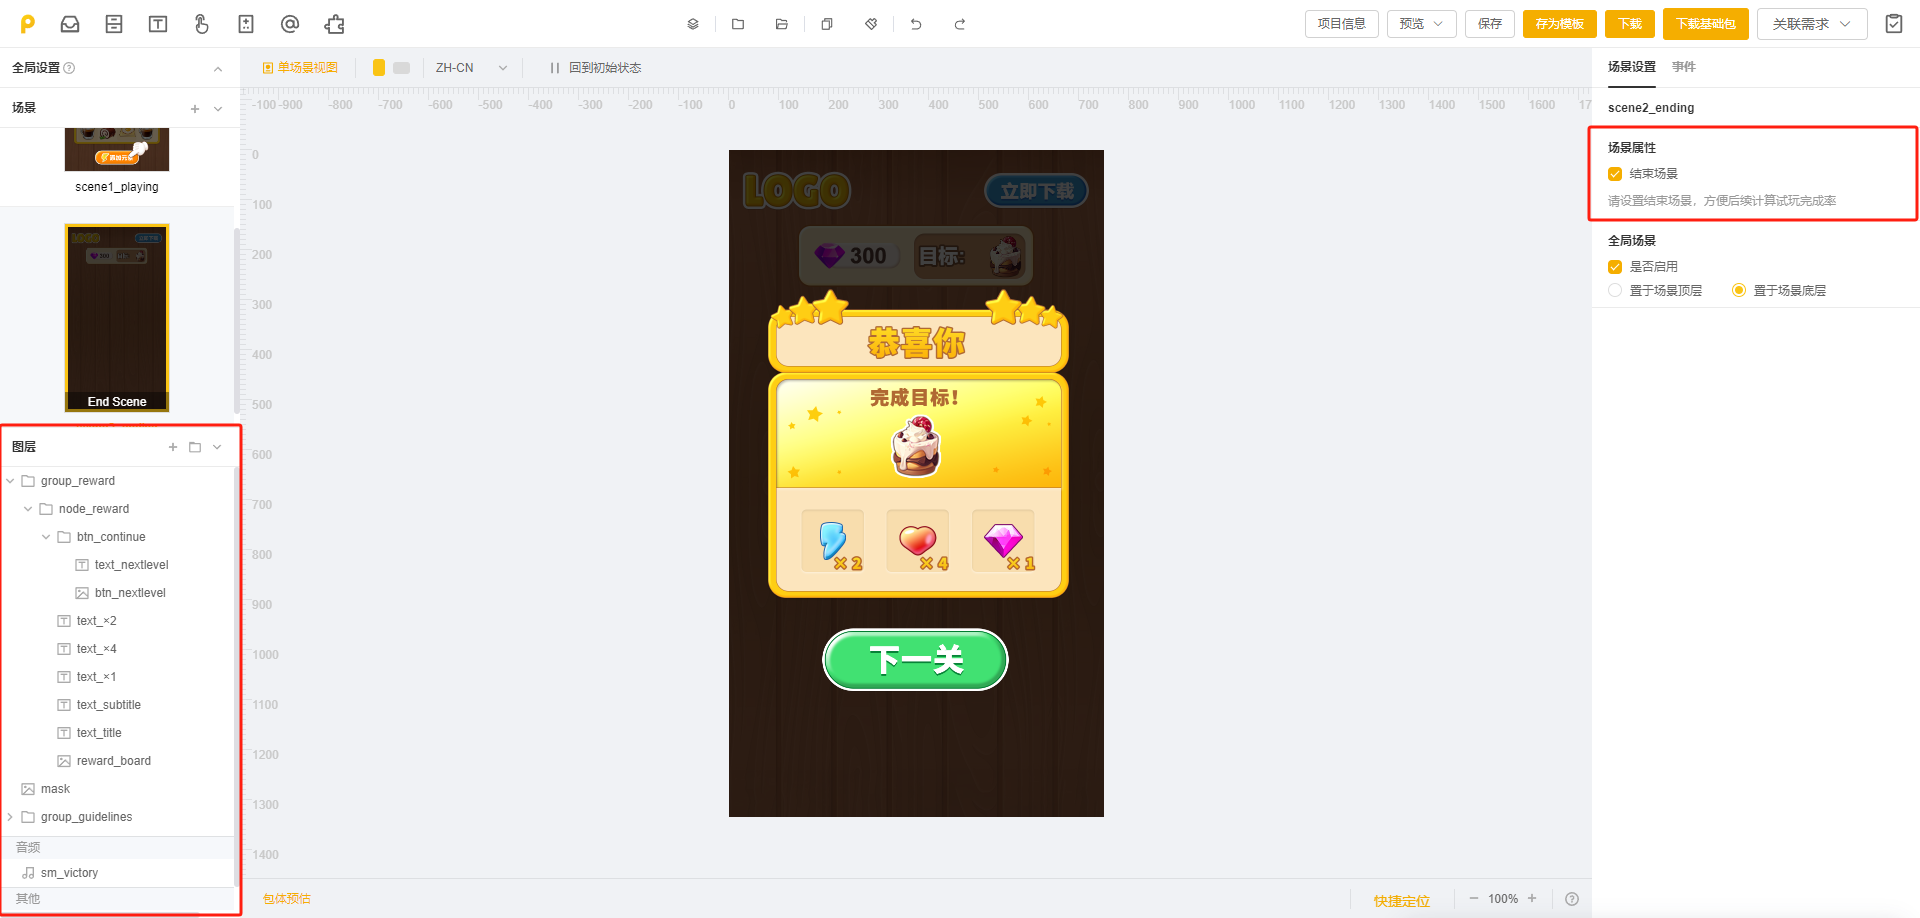 项目信息
预览
保存
存为模板
下载
下载基础包
关联需求
全局设置
单场景视图
ZH-CN
回到初始状态
场景设置
事件
场景
-100
-900
-800
-700
-600
-500
-400
-300
-200
-100
0
100
200
300
400
500
600
700
800
900
1000
1100
1200
1300
1400
1500
1600
17
scene2_ending
场景属性
结束场景
请设置结束场景，方便后续计算试玩完成率
全局场景
是否启用
置于场景顶层
置于场景底层
scene1_playing
End Scene
图层
group_reward
node_reward
btn_continue
text_nextlevel
btn_nextlevel
text_×2
text_×4
text_×1
text_subtitle
text_title
reward_board
mask
group_guidelines
音频
sm_victory
其他
0
100
200
300
400
500
600
700
800
900
1000
1100
1200
1300
1400
LOGO
立即下载
300
目标:
恭喜你
完成目标!
×2
×4
×1
下一关
包体预估
快捷定位
100%